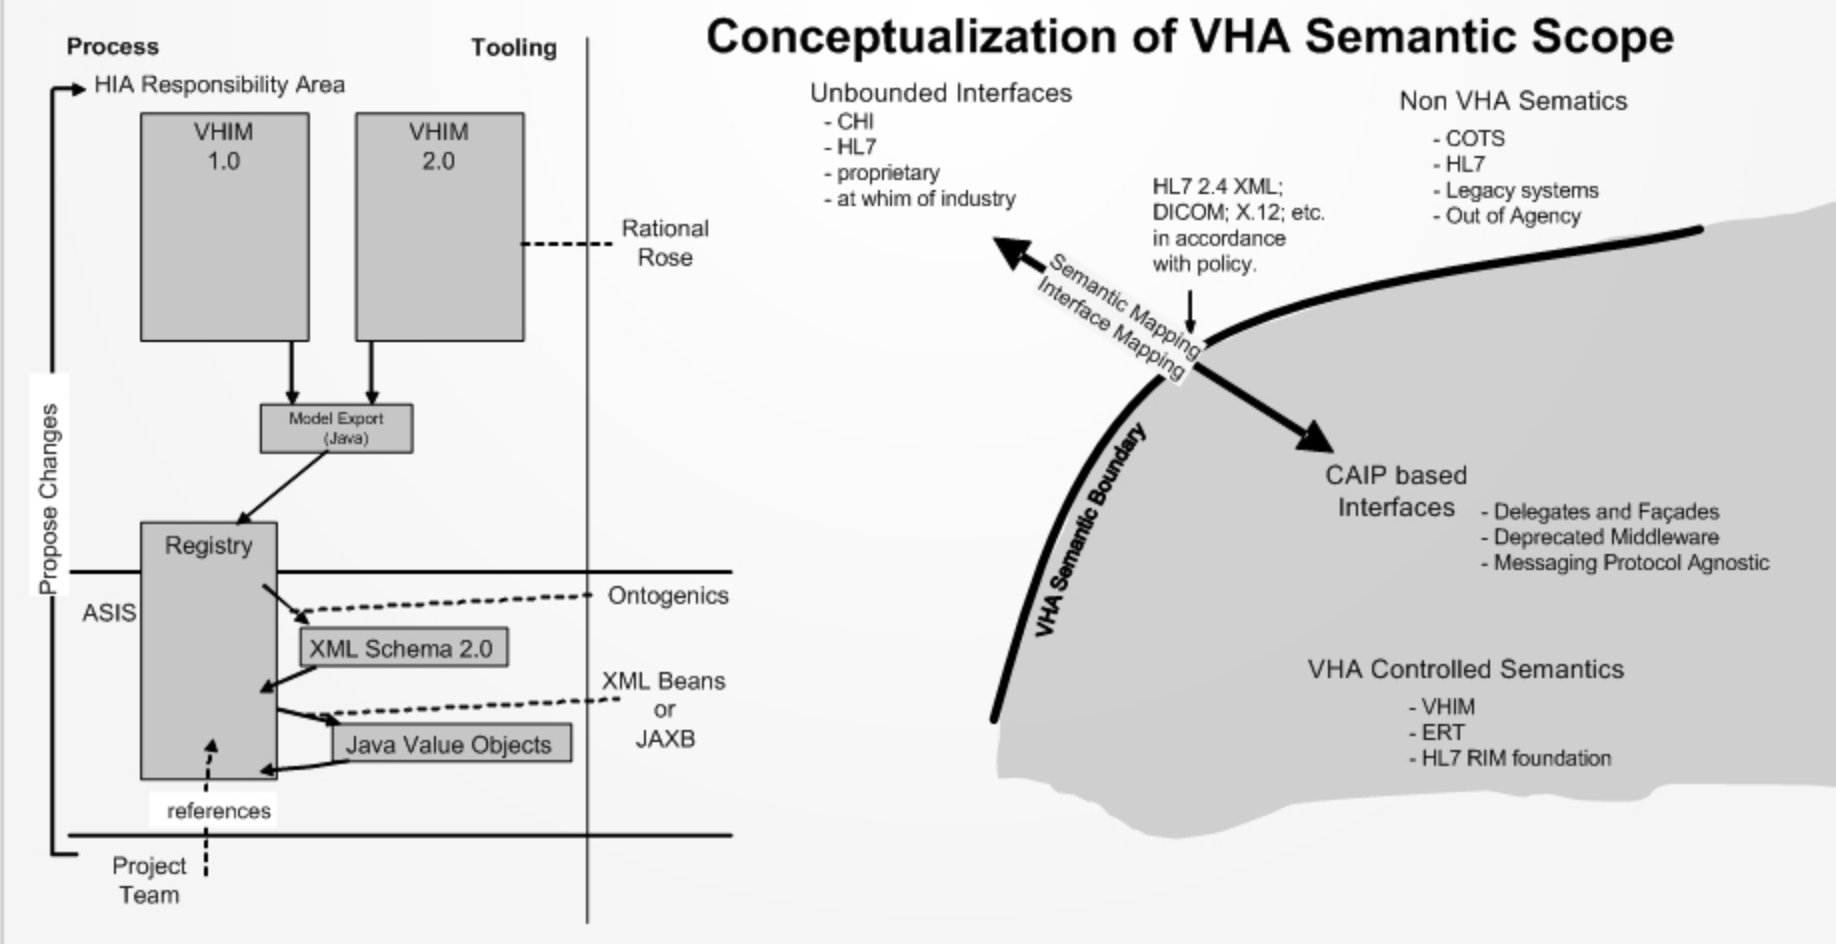 Conceptualization of VHA Semantic Scope
Process
Tooling
HIA Responsibility Area
VHIM
1.0
VHIM
2.0
Rational
Rose
Model Export
(Java)
Propose Changes
Registry
ASIS
Ontogenics
XML Schema 2.0
XML Beans
or
JAXB
Java Value Objects
references
Project
Team
Unbounded Interfaces
- CHI
- HL7
- proprietary
- at whim of industry
Non VHA Sematics
- COTS
- HL7
- Legacy systems
- Out of Agency
HL7 2.4 XML;
DICOM; X.12; etc.
in accordance
with policy.
Semantic Mapping
Interface Mapping
VHA Semantic Boundary
CAIP based
Interfaces
- Delegates and Façades
- Deprecated Middleware
- Messaging Protocol Agnostic
VHA Controlled Semantics
- VHIM
- ERT
- HL7 RIM foundation